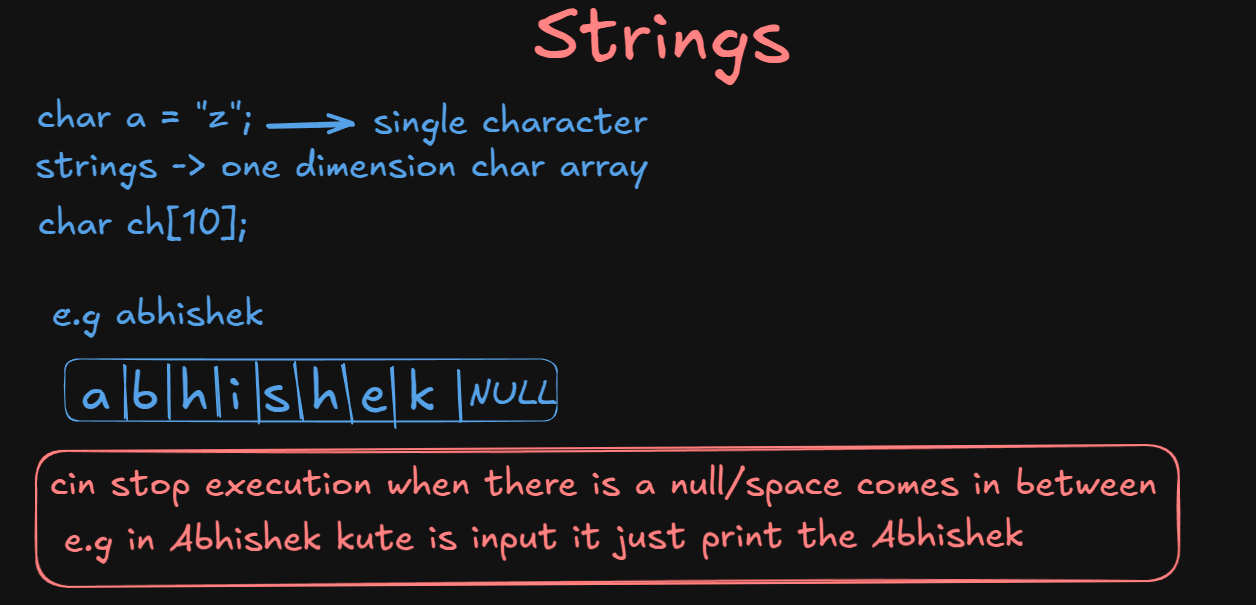 Strings
char a = "z"; → single character
strings -> one dimension char array
char ch[10];
e.g abhishek
a b h i s h e k NULL
cin stop execution when there is a null/space comes in between
e.g in Abhishek kute is input it just print the Abhishek